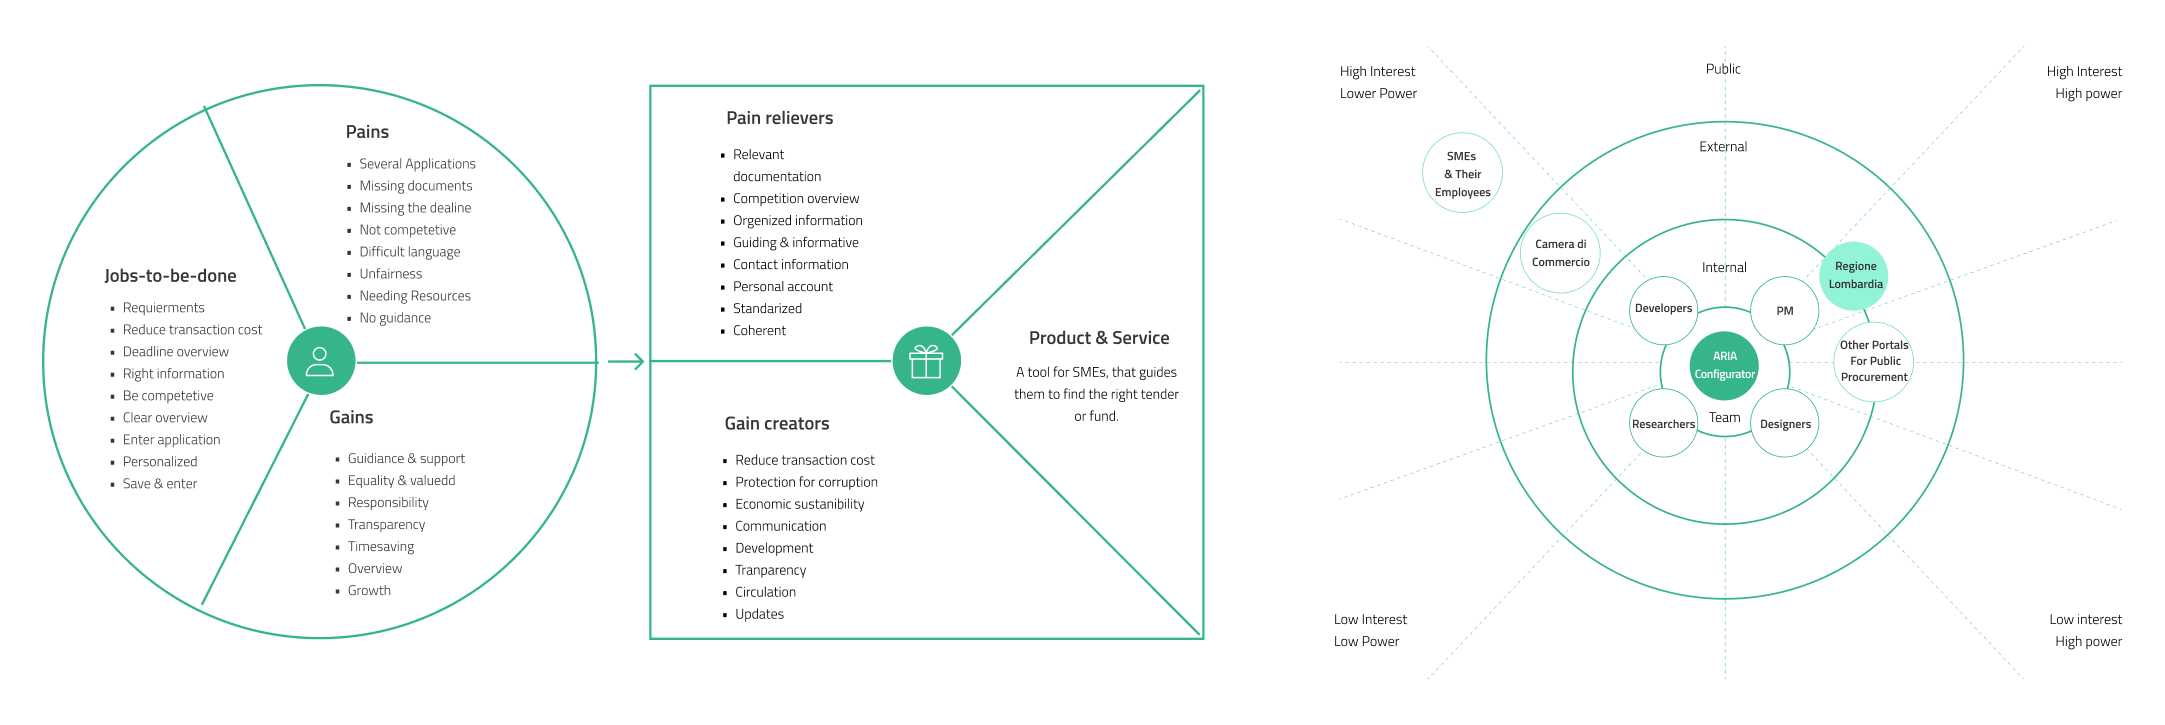 Jobs-to-be-done
Requierments
Reduce transaction cost
Deadline overview
Right information
Be competetive
Clear overview
Enter application
Personalized
Save & enter
Pains
Several Applications
Missing documents
Missing the dealine
Not competetive
Difficult language
Unfairness
Needing Resources
No guidance
Gains
Guidiance & support
Equality & valuedd
Responsibility
Transparency
Timesaving
Overview
Growth
Pain relievers
Relevant
documentation
Competition overview
Orgenized information
Guiding & informative
Contact information
Personal account
Standarized
Coherent
Gain creators
Reduce transaction cost
Protection for corruption
Economic sustanibility
Communication
Development
Tranparency
Circulation
Updates
Product & Service
A tool for SMEs, that guides
them to find the right tender
or fund.
High Interest
Lower Power
Public
High Interest
High power
External
SMEs
& Their
Employees
Camera di
Commercio
Internal
Regione
Lombardia
Developers
PM
ARIA
Configurator
Other Portals
For Public
Procurement
Team
Researchers
Designers
Low Interest
Low Power
Low interest
High power